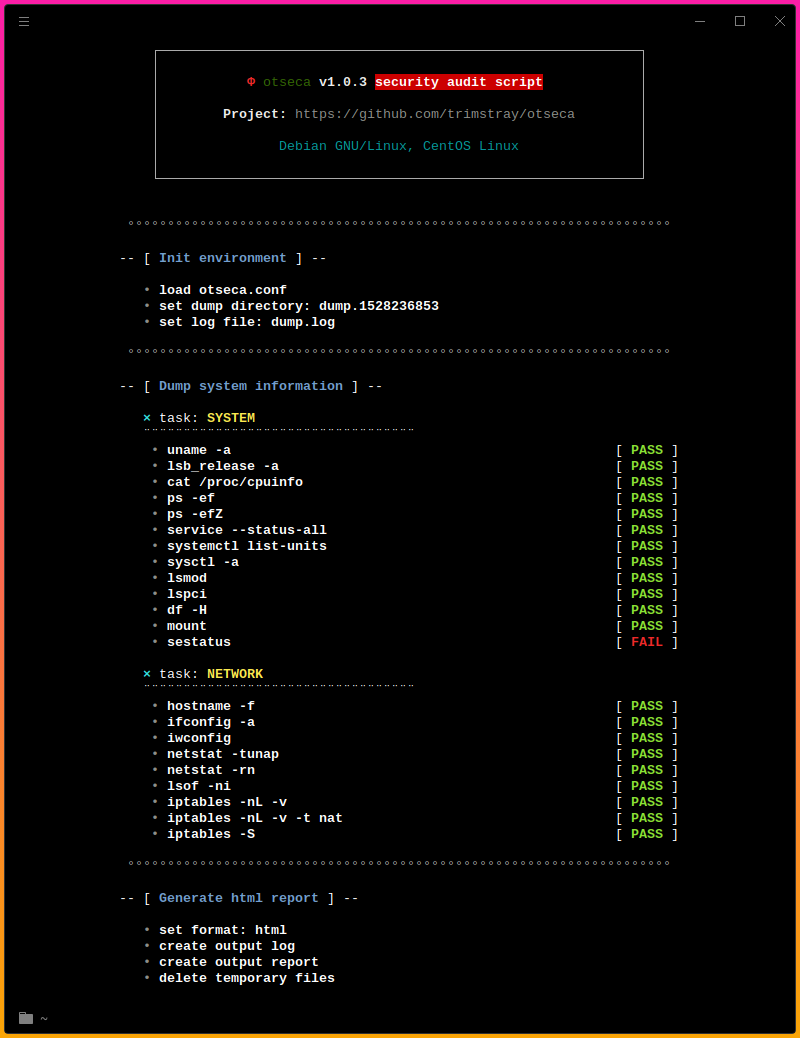 Φ otseca v1.0.3 security audit script
Project: https://github.com/trimstray/otseca
Debian GNU/Linux, CentOS Linux
-- [ Init environment ] --
• load otseca.conf
• set dump directory: dump.1528236853
• set log file: dump.log
-- [ Dump system information ] --
× task: SYSTEM
• uname -a [ PASS ]
• lsb_release -a [ PASS ]
• cat /proc/cpuinfo [ PASS ]
• ps -ef [ PASS ]
• ps -efZ [ PASS ]
• service --status-all [ PASS ]
• systemctl list-units [ PASS ]
• sysctl -a [ PASS ]
• lsmod [ PASS ]
• lspci [ PASS ]
• df -H [ PASS ]
• mount [ PASS ]
• sestatus [ FAIL ]
× task: NETWORK
• hostname -f [ PASS ]
• ifconfig -a [ PASS ]
• iwconfig [ PASS ]
• netstat -tunap [ PASS ]
• netstat -rn [ PASS ]
• lsof -ni [ PASS ]
• iptables -nL -v [ PASS ]
• iptables -nL -v -t nat [ PASS ]
• iptables -S [ PASS ]
-- [ Generate html report ] --
• set format: html
• create output log
• create output report
• delete temporary files
~